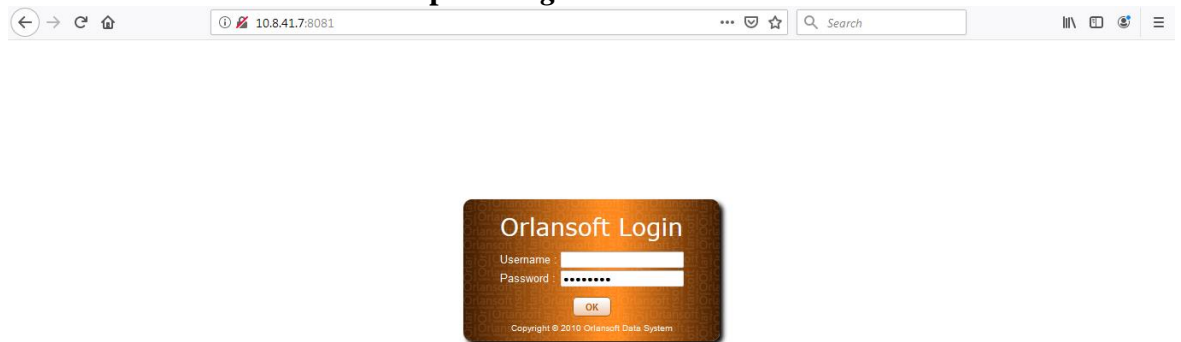 10.8.41.7:8081
Search
Orlansoft Login
Username :
Password : ••••••••
OK
Copyright © 2010 Orlansoft Data System